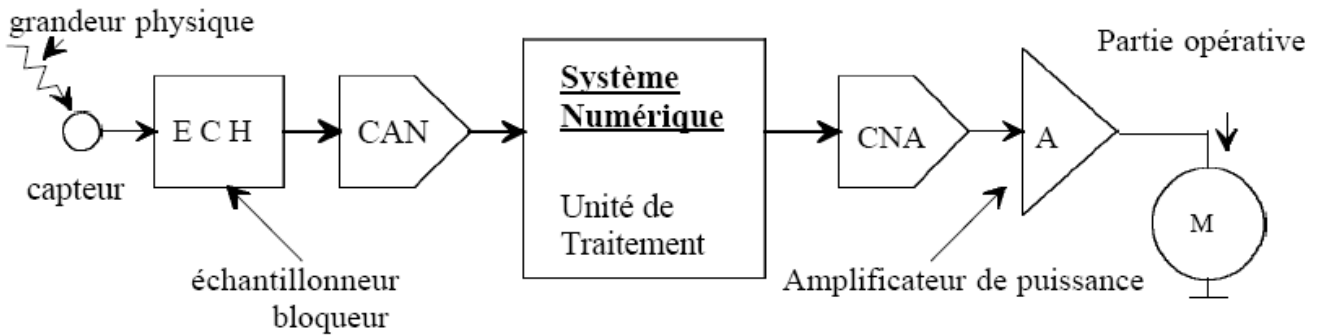 grandeur physique
capteur
E C H
échantillonneur
bloqueur
CAN
Système
Numérique
Unité de
Traitement
CNA
A
Amplificateur de puissance
Partie opérative
M